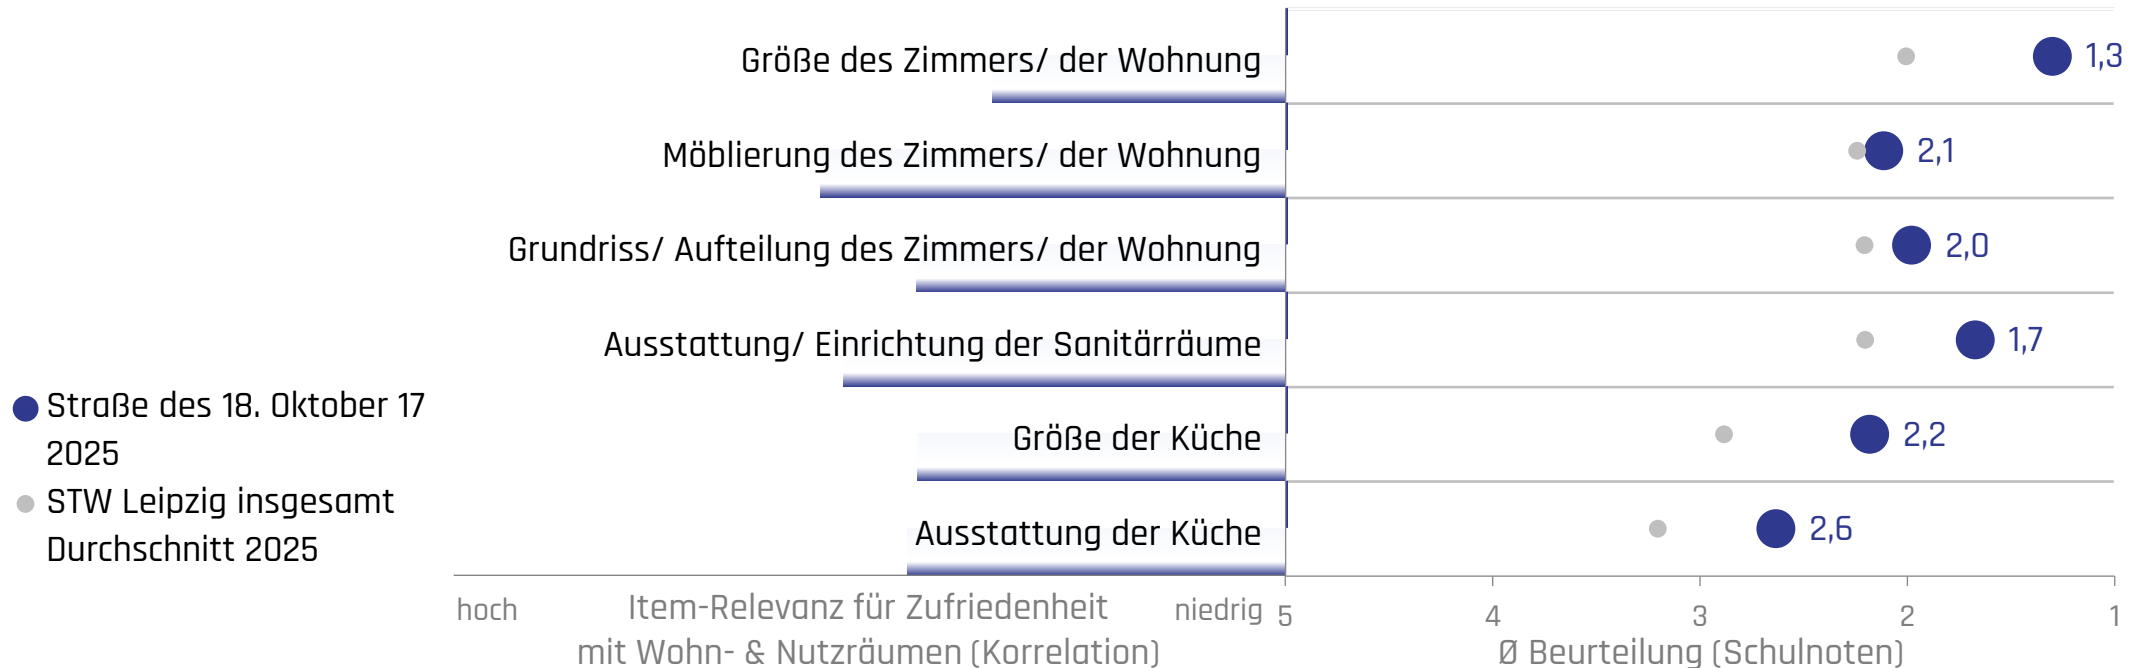 Größe des Zimmers/ der Wohnung
1,3
Möblierung des Zimmers/ der Wohnung
2,1
Grundriss/ Aufteilung des Zimmers/ der Wohnung
2,0
Ausstattung/ Einrichtung der Sanitärräume
1,7
Größe der Küche
2,2
Ausstattung der Küche
2,6
Straße des 18. Oktober 17
2025
STW Leipzig insgesamt
Durchschnitt 2025
hoch
Item-Relevanz für Zufriedenheit
mit Wohn- & Nutzräumen (Korrelation)
niedrig
5 4 3 2 1
Ø Beurteilung (Schulnoten)